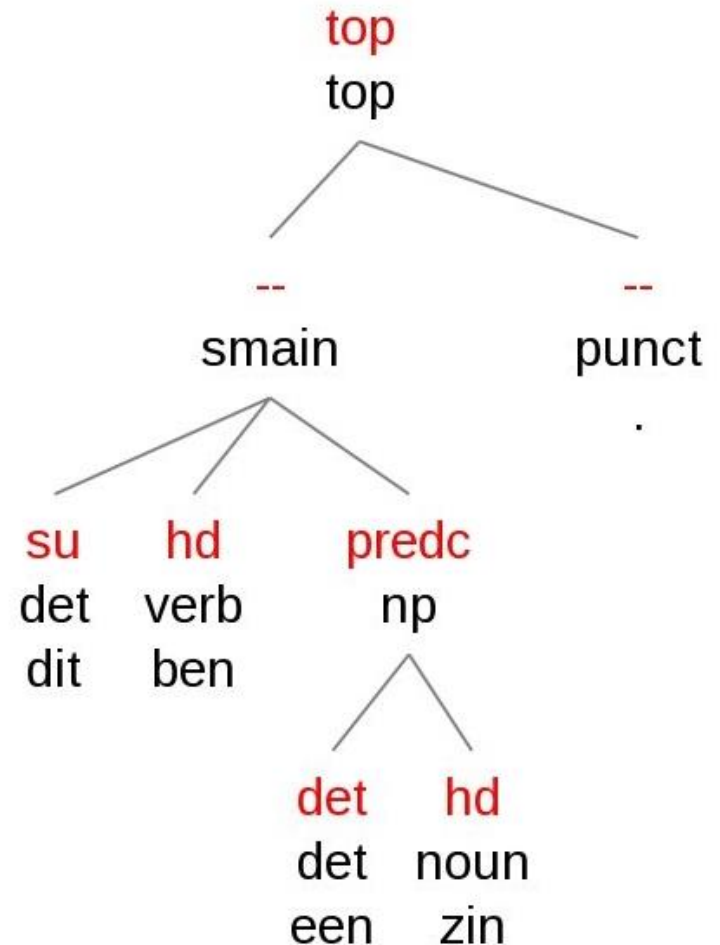 top
top
-- --
smain punct
.
su hd predc
det verb np
dit ben
det hd
det noun
een zin